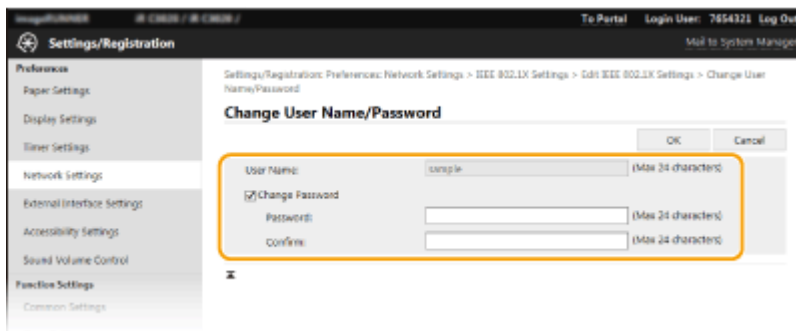 imageRUNNER
To Portal Login User: 7654321 Log Out
Settings/Registration
Mail to System Manager
Preferences
Paper Settings
Display Settings
Timer Settings
Network Settings
External Interface Settings
Accessibility Settings
Sound Volume Control
Function Settings
Common Settings
Settings/Registration: Preferences: Network Settings > IEEE 802.1X Settings > Edit IEEE 802.1X Settings > Change User
Name/Password
Change User Name/Password
OK Cancel
User Name: sample (Max 24 characters)
Change Password
Password: (Max 24 characters)
Confirm: (Max 24 characters)